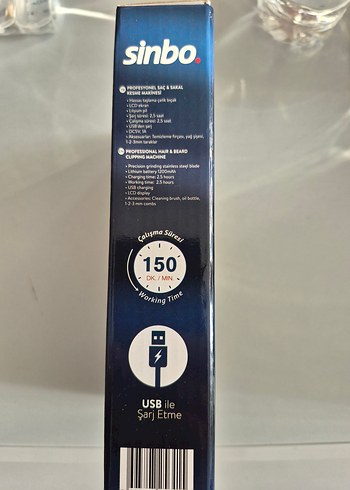 sinbo.
TR PROFESYONEL SAÇ & SAKAL
KESME MAKİNESİ
• Hassas taşlama çelik bıçak
• LCD ekran
• Lityum pil
• Şarj süresi: 2,5 saat
• Çalışma süresi: 2,5 saat
• USB'den şarj
• DC5V, 1A
• Aksesuarlar: Temizleme fırçası, yağ şişesi,
1-2-3mm taraklar
PROFESSIONAL HAIR & BEARD
CLIPPING MACHINE
• Precision grinding stainless steel blade
• Lithium battery 1200mAh
• Charging time: 2.5 hours
• Working time: 2.5 hours
• USB charging
• LCD display
• Accessories: Cleaning brush, oil bottle,
1-2-3 mm combs
Çalışma Süresi
150
DK. / MIN.
Working Time
USB ile
Şarj Etme